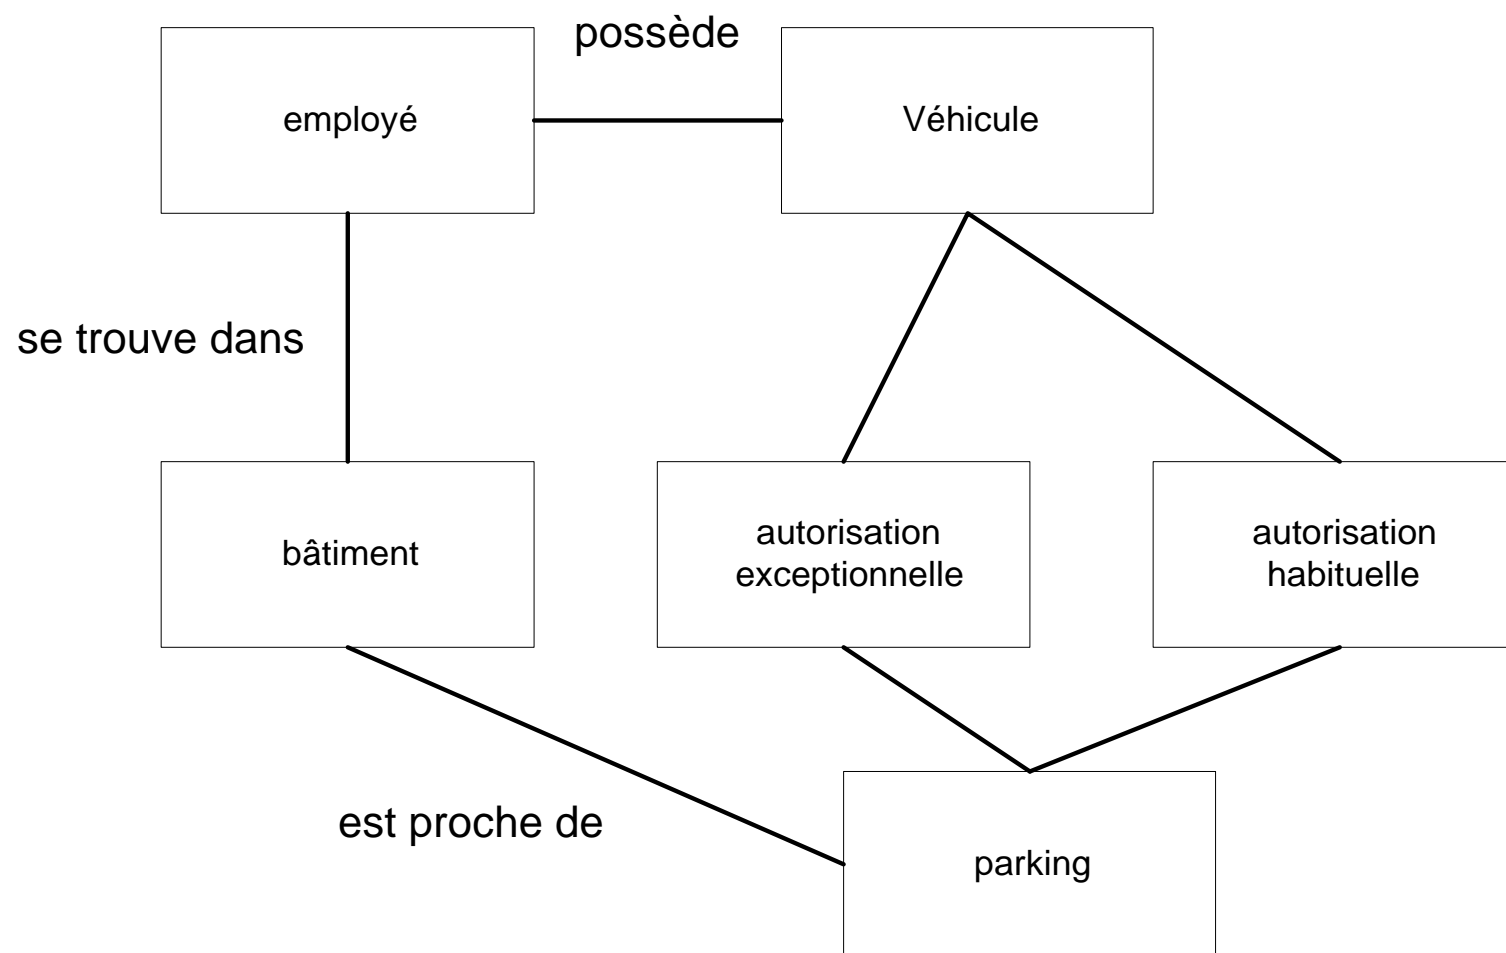 possède
employé
Véhicule
se trouve dans
bâtiment
autorisation
exceptionnelle
autorisation
habituelle
est proche de
parking